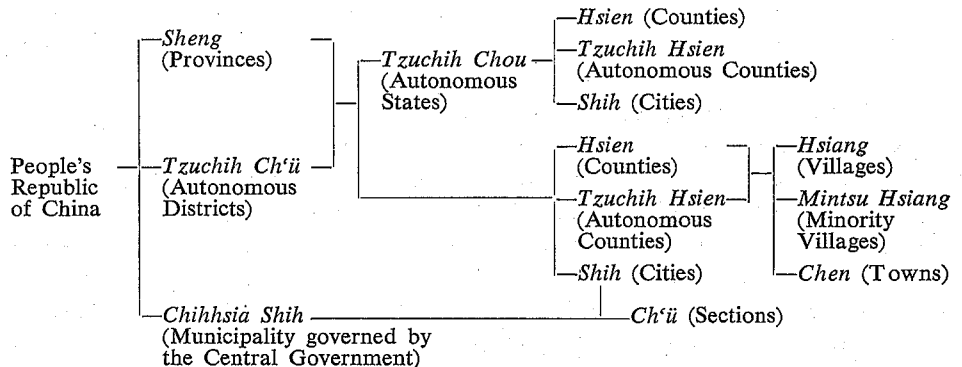 People's
Republic
of China
Sheng
(Provinces)
Tzuchih Ch‘ü
(Autonomous
Districts)
Chihhsia Shih
(Municipality governed by
the Central Government)
Tzuchih Chou
(Autonomous
States)
Hsien (Counties)
Tzuchih Hsien
(Autonomous Counties)
Shih (Cities)
Hsien
(Counties)
Tzuchih Hsien
(Autonomous
Counties)
Shih (Cities)
Ch‘ü (Sections)
Hsiang
(Villages)
Mintsu Hsiang
(Minority
Villages)
Chen (Towns)